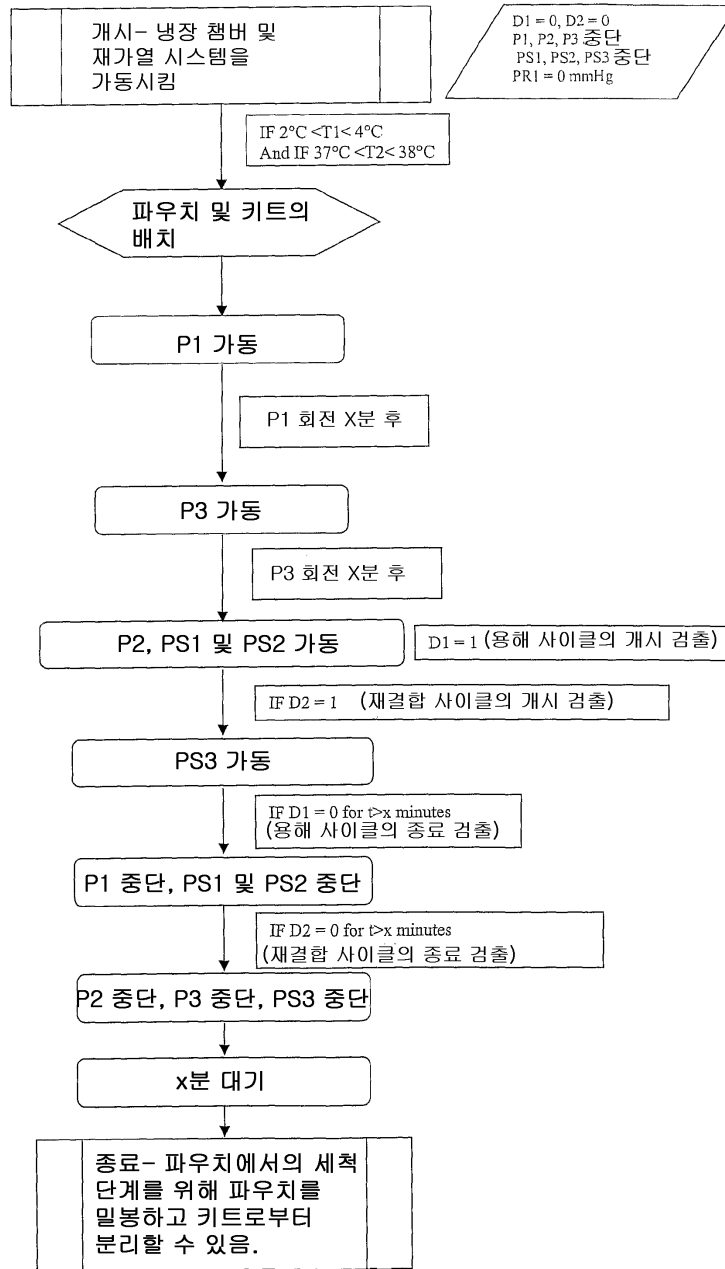 개시- 냉장 챔버 및
재가열 시스템을
가동시킴
D1 = 0, D2 = 0
P1, P2, P3 중단
PS1, PS2, PS3 중단
PR1 = 0 mmHg
IF 2°C <T1< 4°C
And IF 37°C <T2< 38°C
파우치 및 키트의
배치
P1 가동
P1 회전 X분 후
P3 가동
P3 회전 X분 후
P2, PS1 및 PS2 가동
D1 = 1 (용해 사이클의 개시 검출)
IF D2 = 1 (재결합 사이클의 개시 검출)
PS3 가동
IF D1 = 0 for t>x minutes
(용해 사이클의 종료 검출)
P1 중단, PS1 및 PS2 중단
IF D2 = 0 for t>x minutes
(재결합 사이클의 종료 검출)
P2 중단, P3 중단, PS3 중단
x분 대기
종료- 파우치에서의 세척
단계를 위해 파우치를
밀봉하고 키트로부터
분리할 수 있음.